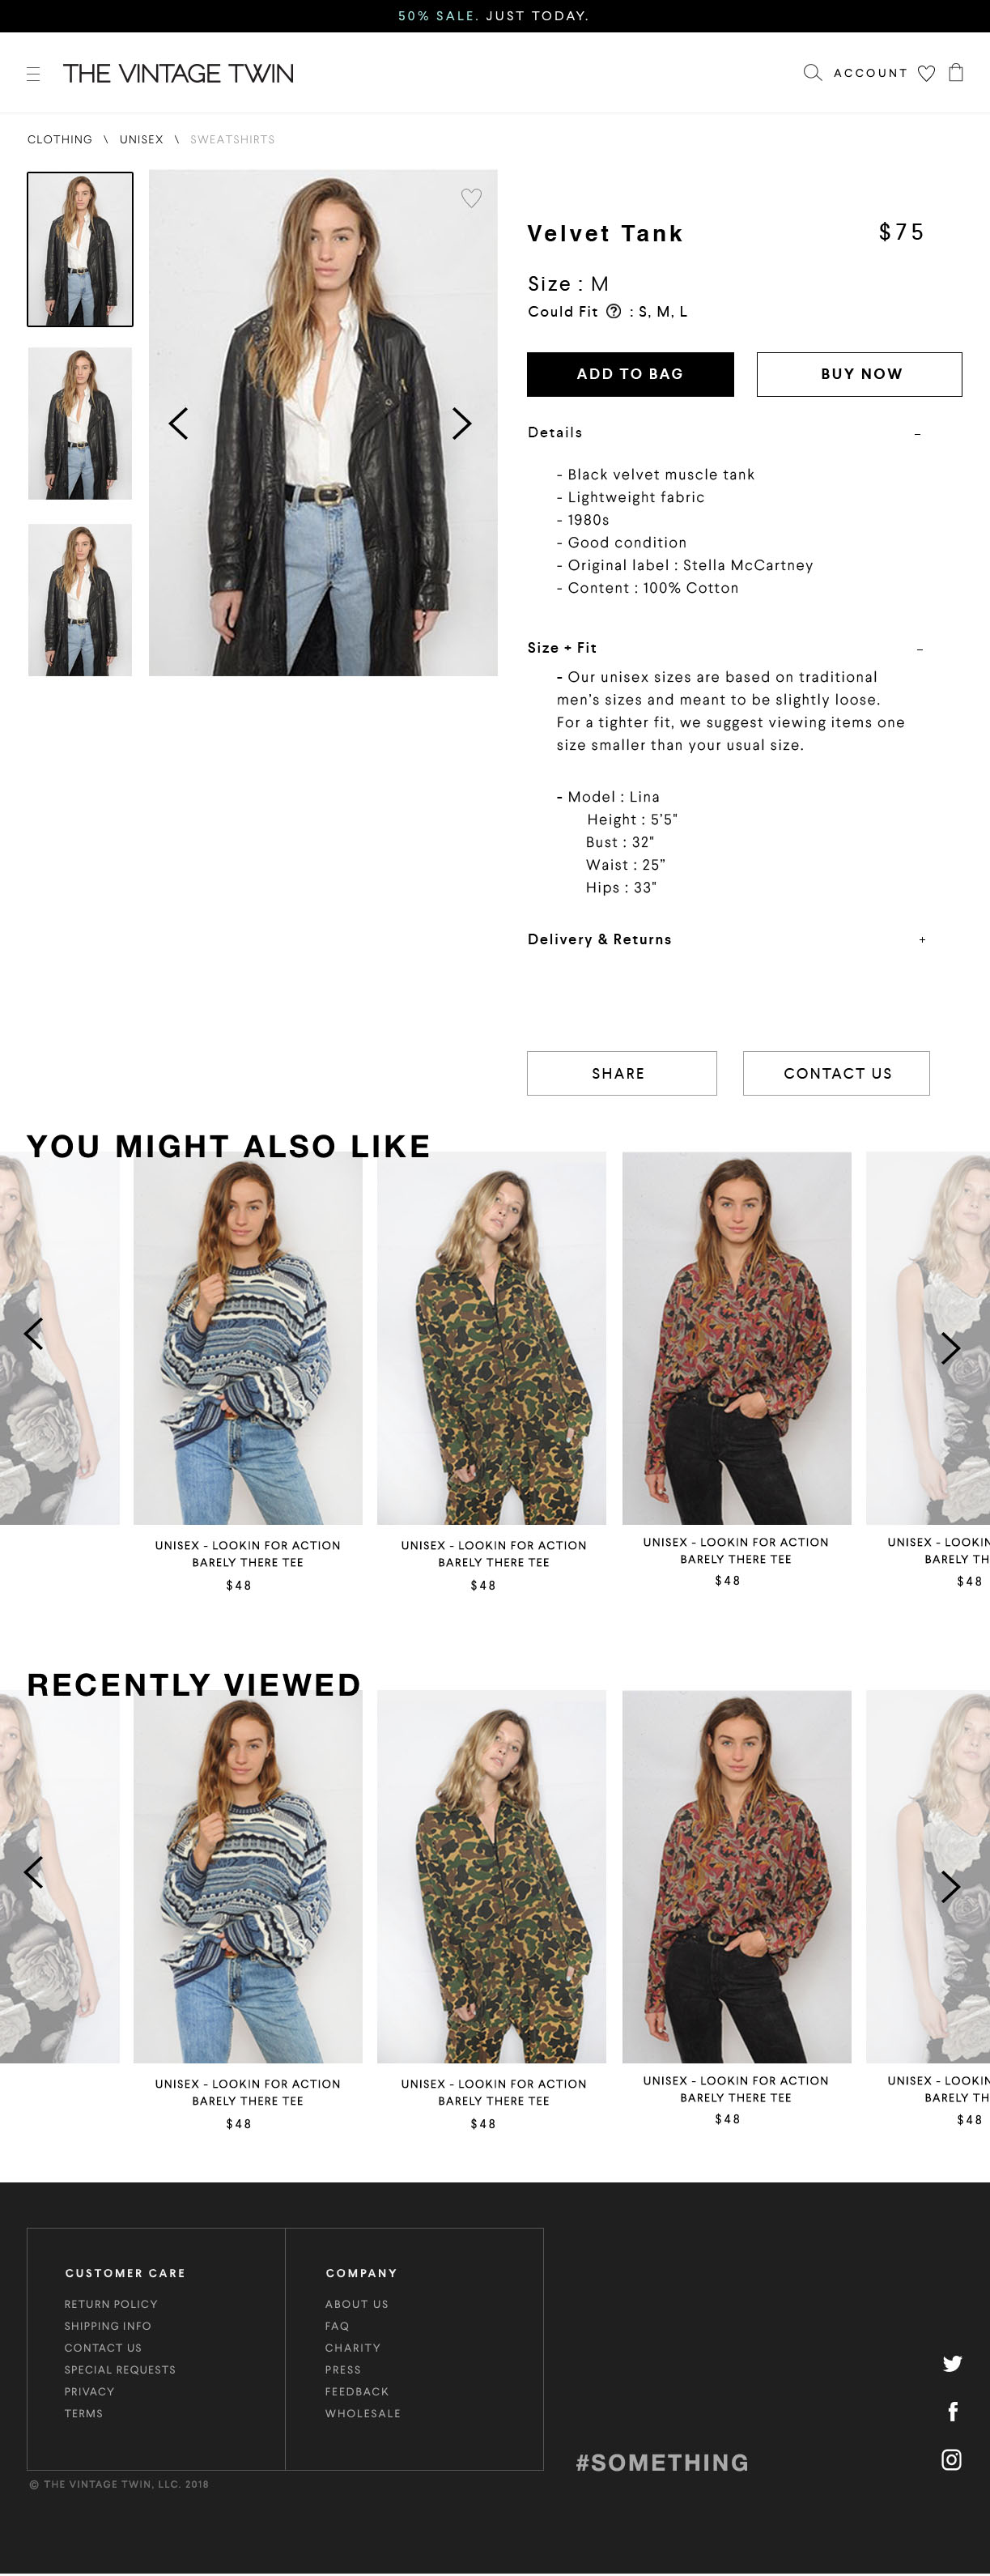 50% SALE. JUST TODAY.
THE VINTAGE TWIN
ACCOUNT
CLOTHING \ UNISEX \ SWEATSHIRTS
Velvet Tank
$75
Size : M
Could Fit ? : S, M, L
ADD TO BAG
BUY NOW
Details –
- Black velvet muscle tank
- Lightweight fabric
- 1980s
- Good condition
- Original label : Stella McCartney
- Content : 100% Cotton
Size + Fit –
- Our unisex sizes are based on traditional
men’s sizes and meant to be slightly loose.
For a tighter fit, we suggest viewing items one
size smaller than your usual size.
- Model : Lina
Height : 5’5"
Bust : 32"
Waist : 25”
Hips : 33"
Delivery & Returns +
SHARE
CONTACT US
YOU MIGHT ALSO LIKE
UNISEX - LOOKIN FOR ACTION
BARELY THERE TEE
$48
UNISEX - LOOKIN FOR ACTION
BARELY THERE TEE
$48
UNISEX - LOOKIN FOR ACTION
BARELY THERE TEE
$48
UNISEX - LOOKIN
BARELY TH
$48
RECENTLY VIEWED
UNISEX - LOOKIN FOR ACTION
BARELY THERE TEE
$48
UNISEX - LOOKIN FOR ACTION
BARELY THERE TEE
$48
UNISEX - LOOKIN FOR ACTION
BARELY THERE TEE
$48
UNISEX - LOOKIN
BARELY TH
$48
CUSTOMER CARE
RETURN POLICY
SHIPPING INFO
CONTACT US
SPECIAL REQUESTS
PRIVACY
TERMS
COMPANY
ABOUT US
FAQ
CHARITY
PRESS
FEEDBACK
WHOLESALE
#SOMETHING
© THE VINTAGE TWIN, LLC. 2018